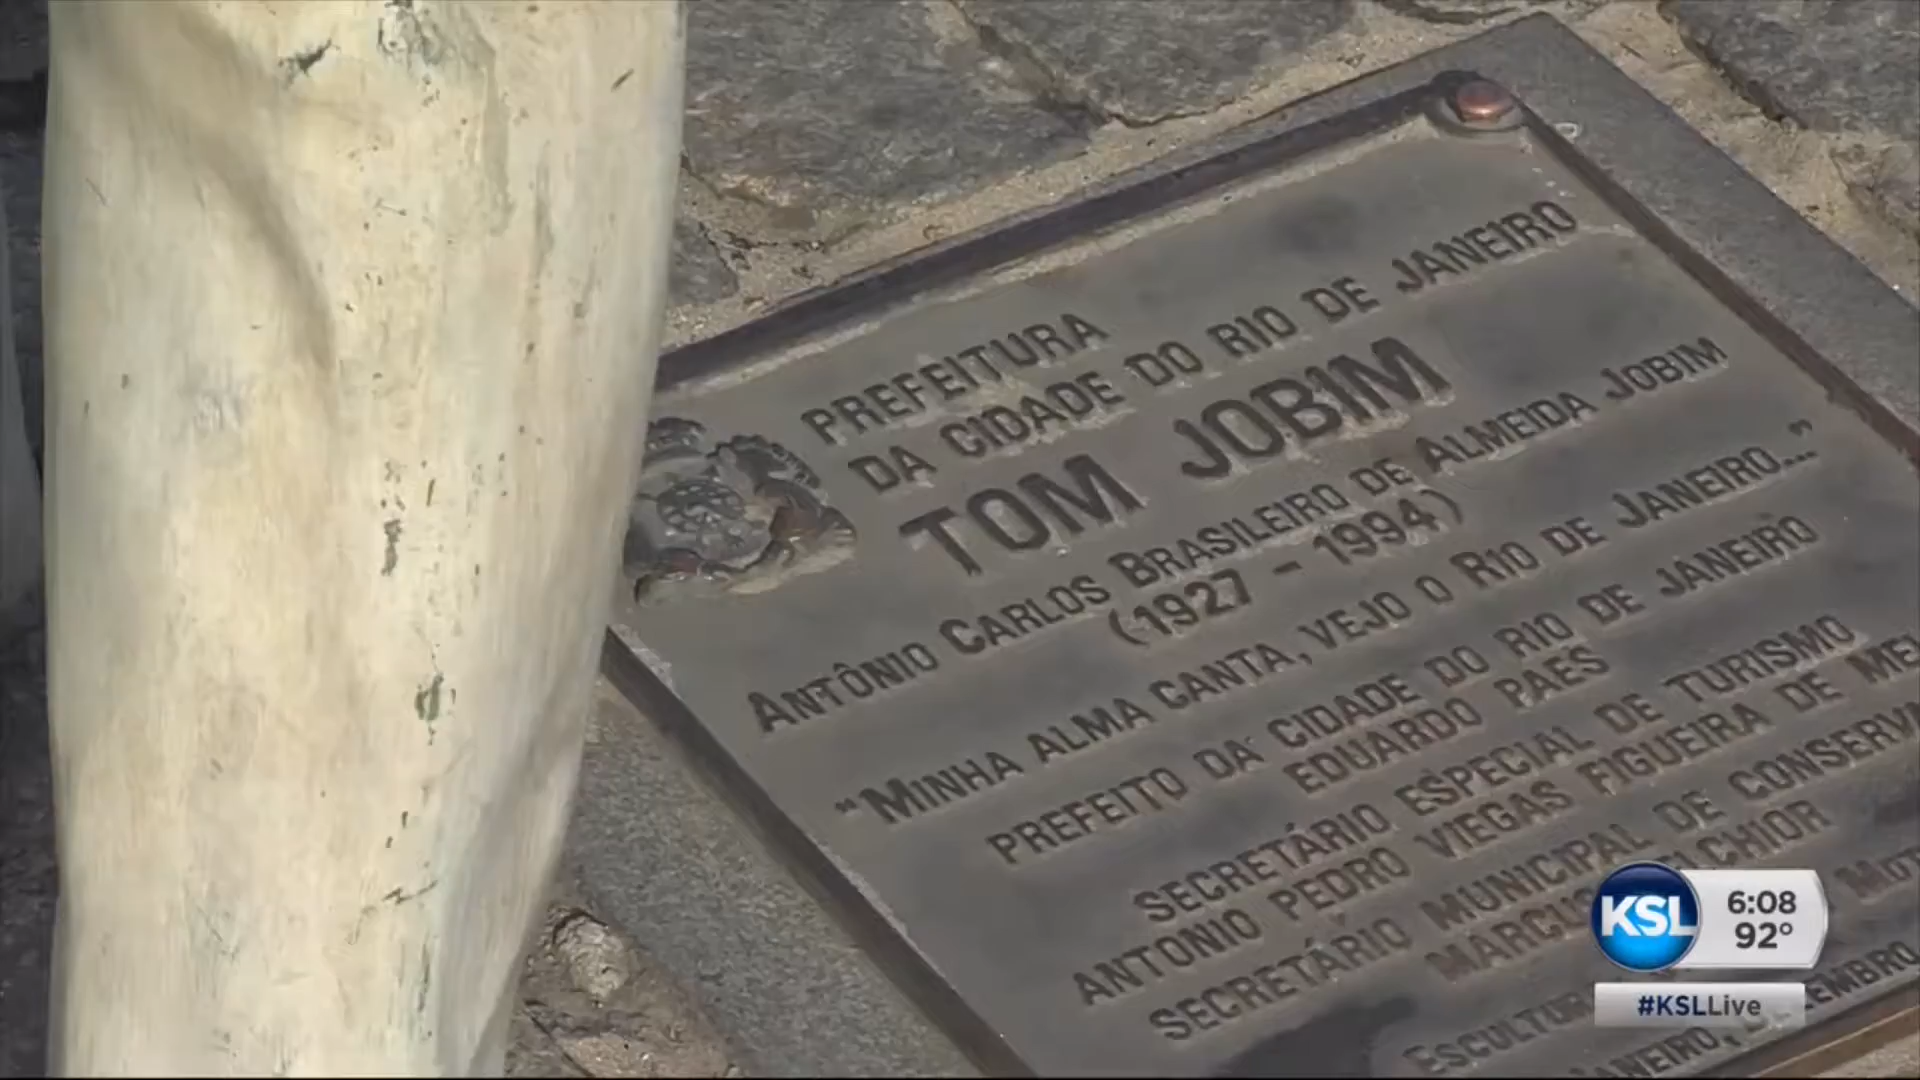 PREFEITURA
DA CIDADE DO RIO DE JANEIRO
TOM JOBIM
ANTÔNIO CARLOS BRASILEIRO DE ALMEIDA JOBIM
(1927 - 1994)
"MINHA ALMA CANTA, VEJO O RIO DE JANEIRO..."
PREFEITO DA CIDADE DO RIO DE JANEIRO
EDUARDO PAES
SECRETÁRIO ESPECIAL DE TURISMO
ANTONIO PEDRO VIEGAS FIGUEIRA DE
SECRETÁRIO MUNICIPAL DE
KSL
6:08
92°
#KSLLive